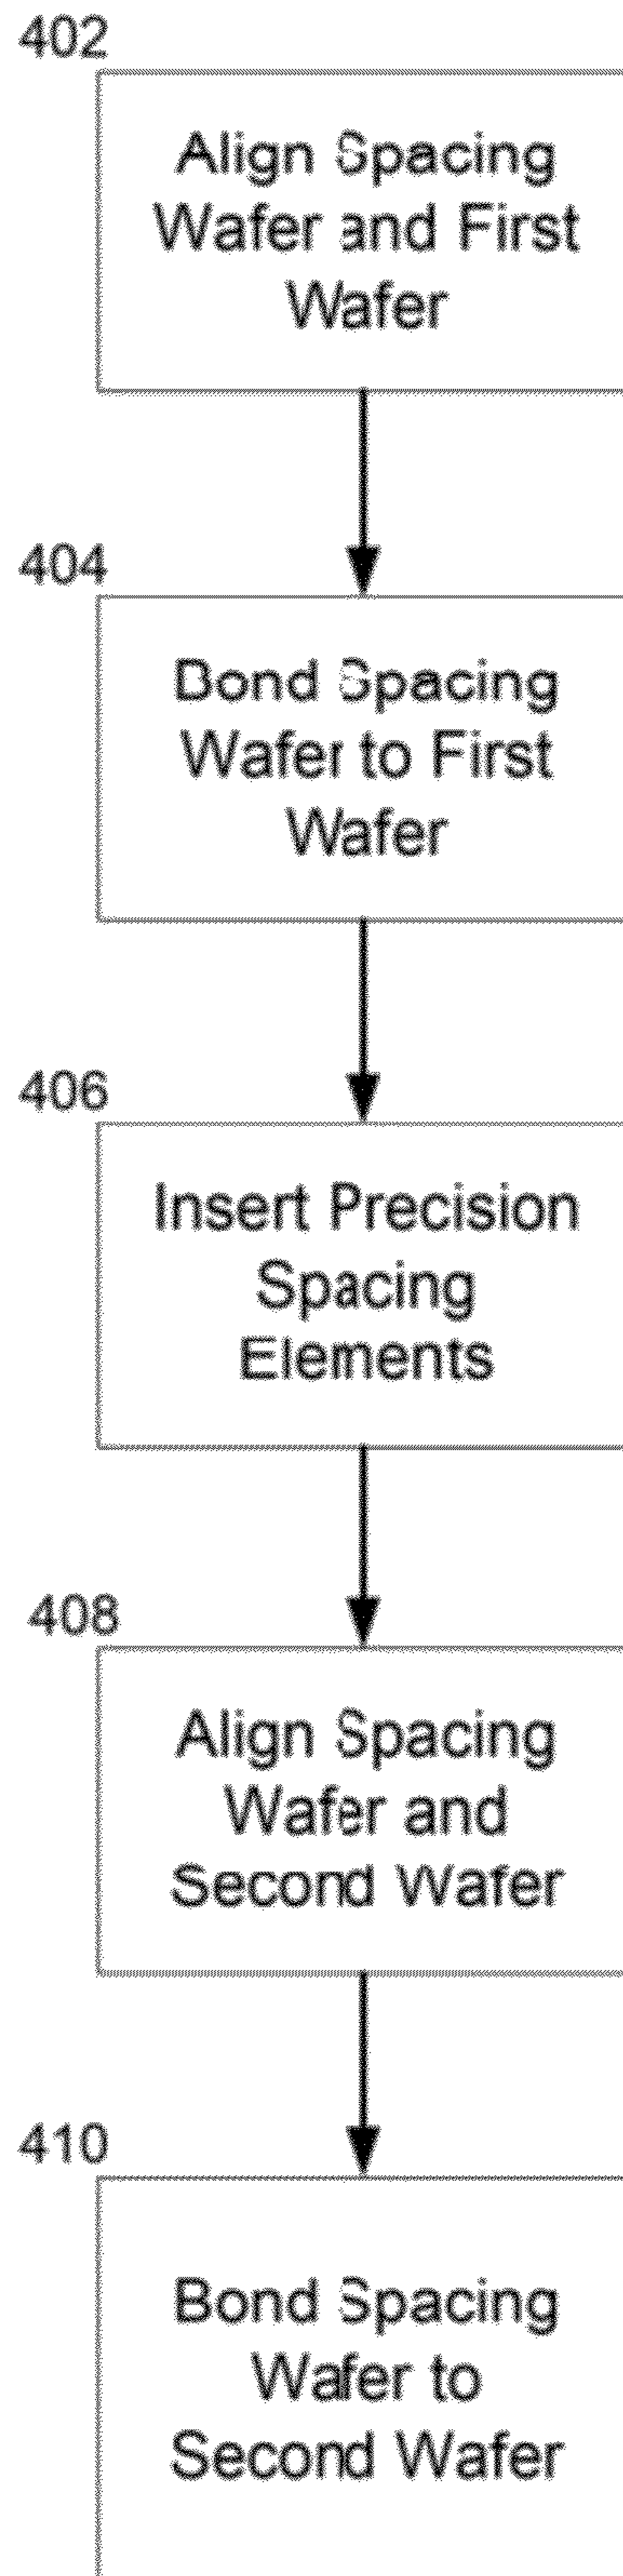 402
Align Spacing
Wafer and First
Wafer
404
Bond Spacing
Wafer to First
Wafer
406
Insert Precision
Spacing
Elements
408
Align Spacing
Wafer and
Second Wafer
410
Bond Spacing
Wafer to
Second Wafer